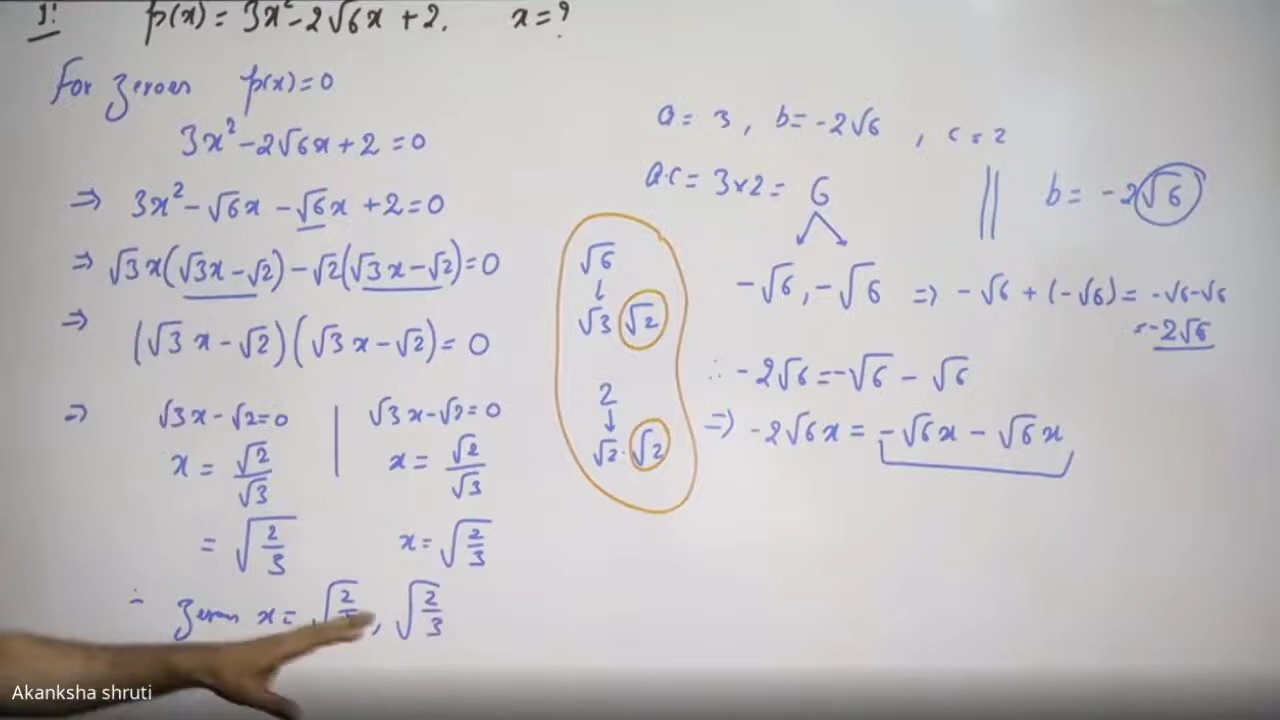 1: p(x) = 3x² - 2√6x + 2. x = ?
For zeroes p(x) = 0
3x² - 2√6x + 2 = 0
⇒ 3x² - √6x - √6x + 2 = 0
⇒ √3x(√3x - √2) - √2(√3x - √2) = 0
⇒ (√3x - √2)(√3x - √2) = 0
⇒ √3x - √2 = 0 | √3x - √2 = 0
x = √2/√3 | x = √2/√3
= √(2/3) x = √(2/3)
∴ Zeroes x = √2, √(2/3)
√6
↓
√3 √2
2
↓
√2·√2
a = 3, b = -2√6, c = 2
a·c = 3×2 = 6 || b = -2√6
-√6, -√6 ⇒ -√6 + (-√6) = -√6-√6
= -2√6
∴ -2√6 = -√6 - √6
⇒ -2√6x = -√6x - √6x
Akanksha shruti